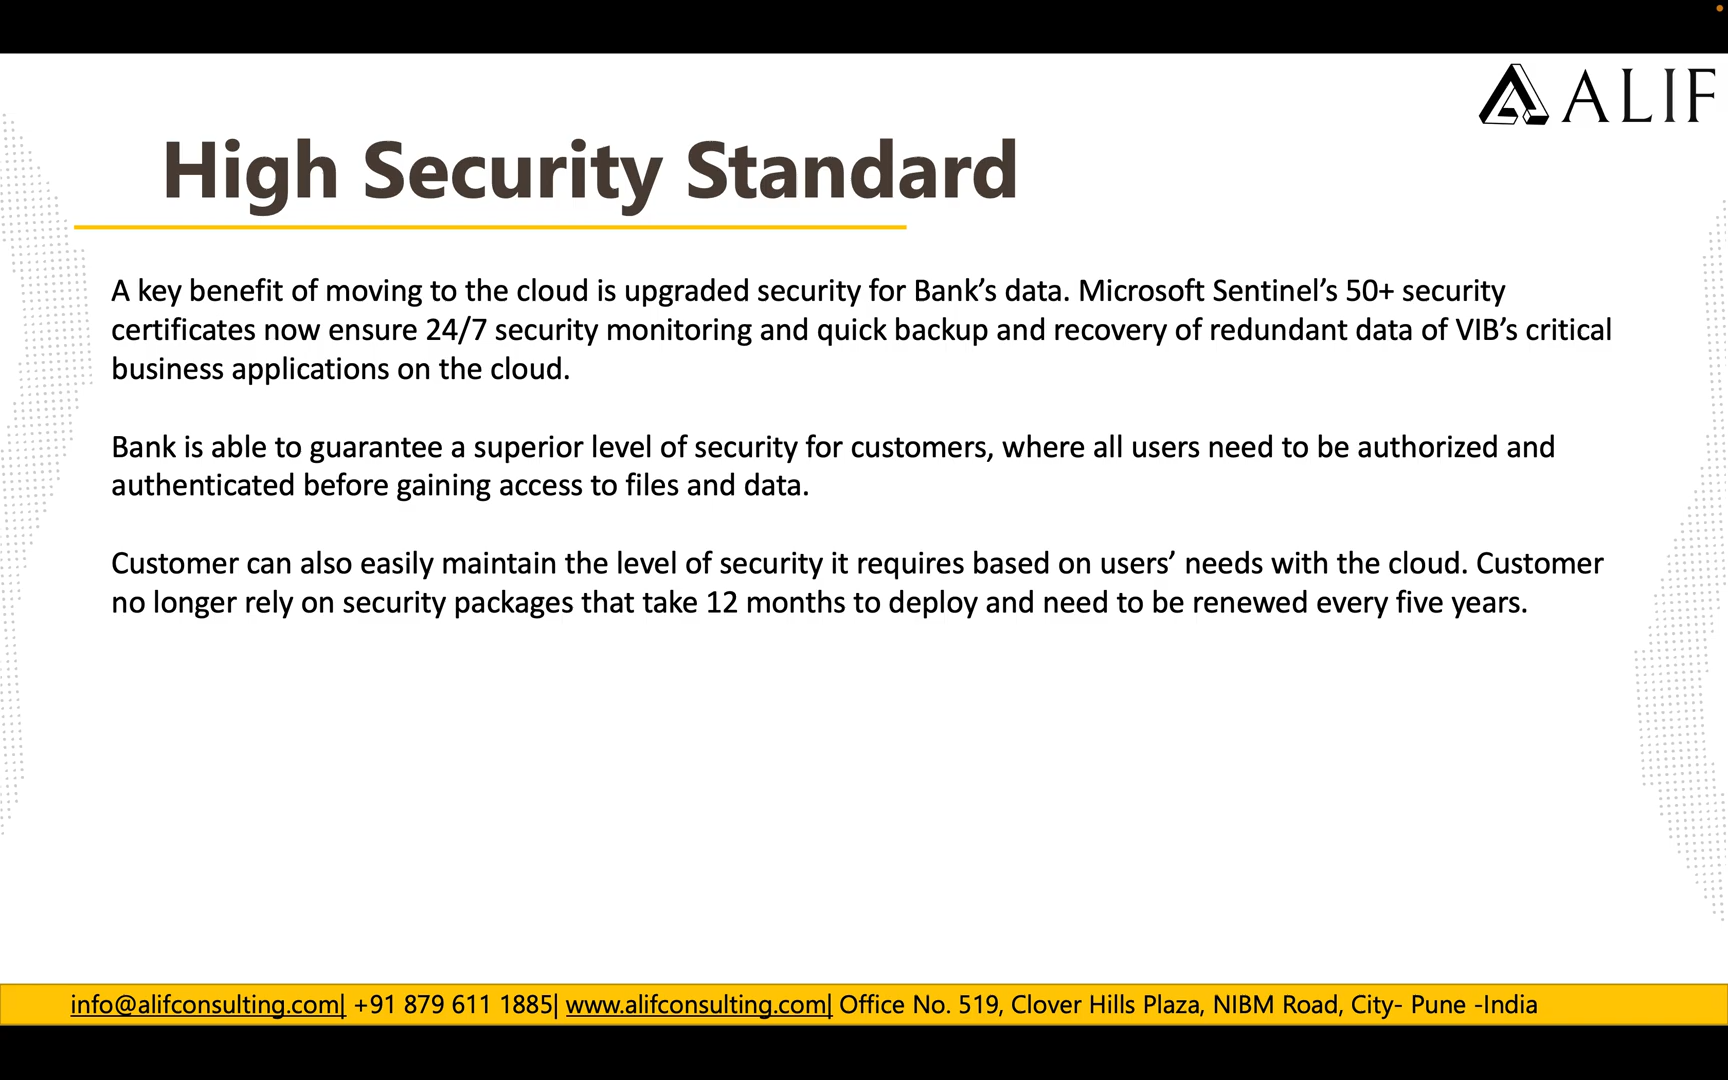 ALIF
High Security Standard
A key benefit of moving to the cloud is upgraded security for Bank’s data. Microsoft Sentinel’s 50+ security
certificates now ensure 24/7 security monitoring and quick backup and recovery of redundant data of VIB’s critical
business applications on the cloud.
Bank is able to guarantee a superior level of security for customers, where all users need to be authorized and
authenticated before gaining access to files and data.
Customer can also easily maintain the level of security it requires based on users’ needs with the cloud. Customer
no longer rely on security packages that take 12 months to deploy and need to be renewed every five years.
info@alifconsulting.com| +91 879 611 1885| www.alifconsulting.com| Office No. 519, Clover Hills Plaza, NIBM Road, City- Pune -India